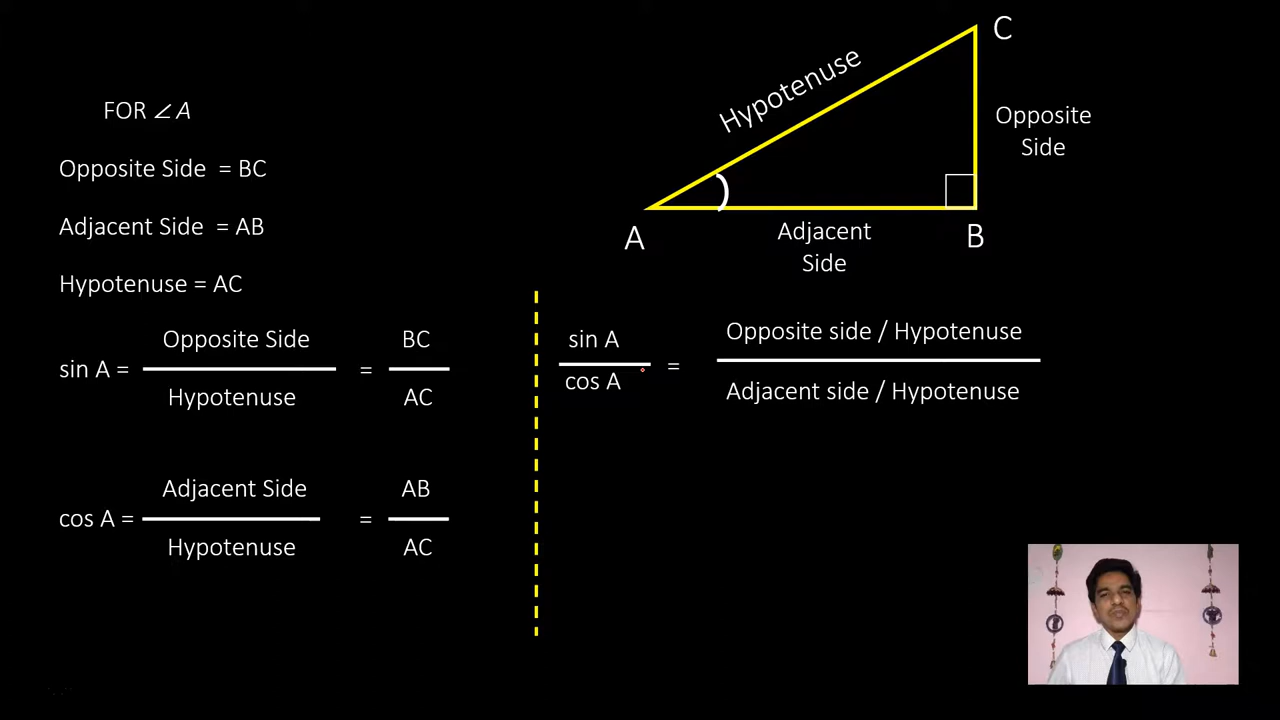 C
Hypotenuse
Opposite
Side
A
Adjacent
Side
B
FOR ∠A
Opposite Side = BC
Adjacent Side = AB
Hypotenuse = AC
sin A = Opposite Side / Hypotenuse = BC / AC
cos A = Adjacent Side / Hypotenuse = AB / AC
sin A / cos A = Opposite side / Hypotenuse / Adjacent side / Hypotenuse